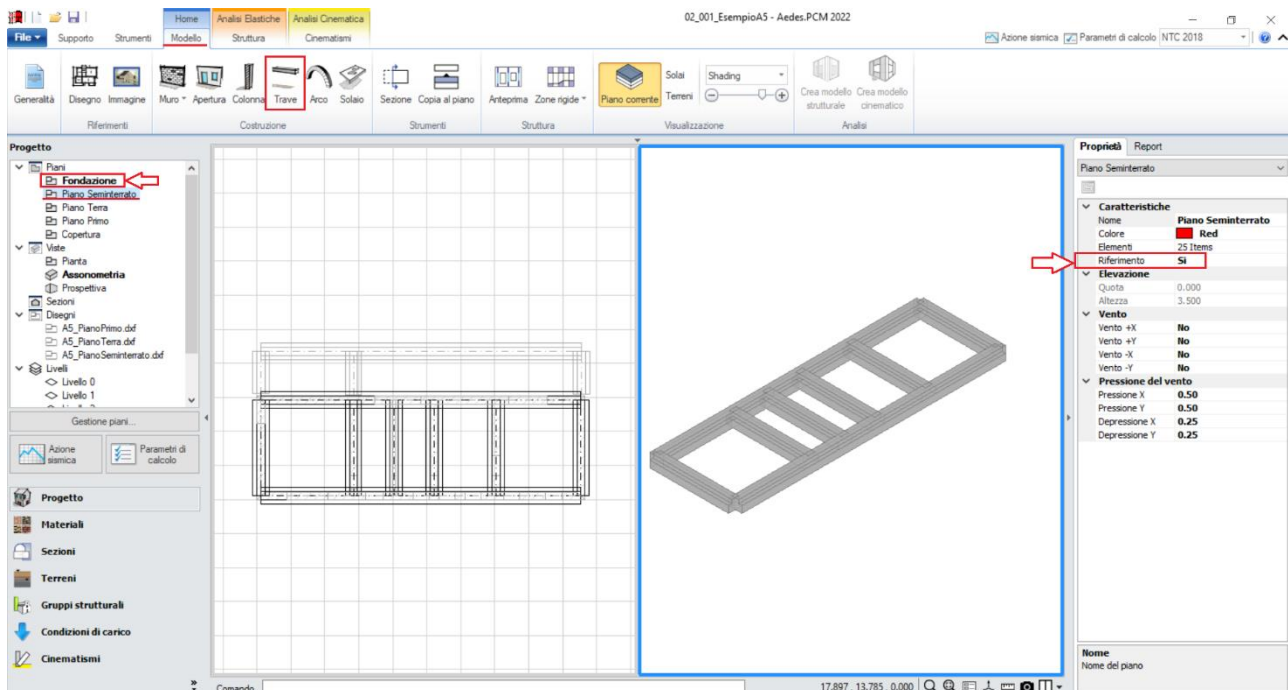 02_001_EsempioA5 - Aedes.PCM 2022
Home
Analisi Elastiche
Analisi Cinematica
File
Supporto
Strumenti
Modello
Struttura
Cinematismi
Azione sismica
Parametri di calcolo
NTC 2018
Generalità
Disegno
Immagine
Muro
Apertura
Colonna
Trave
Arco
Solaio
Sezione
Copia al piano
Anteprima
Zone rigide
Piano corrente
Solai
Terreni
Shading
Crea modello strutturale
Crea modello cinematico
Riferimenti
Costruzione
Strumenti
Struttura
Visualizzazione
Analisi
Progetto
Piani
Fondazione
Piano Seminterrato
Piano Terra
Piano Primo
Copertura
Viste
Pianta
Assonometria
Prospettiva
Sezioni
Disegni
A5_PianoPrimo.dxf
A5_PianoTerra.dxf
A5_PianoSeminterrato.dxf
Livelli
Livello 0
Livello 1
Gestione piani...
Azione sismica
Parametri di calcolo
Progetto
Materiali
Sezioni
Terreni
Gruppi strutturali
Condizioni di carico
Cinematismi
Comando
17.897 , 13.785 , 0.000
Proprietà
Report
Piano Seminterrato
Caratteristiche
Nome Piano Seminterrato
Colore Red
Elementi 25 Items
Riferimento Sì
Elevazione
Quota 0.000
Altezza 3.500
Vento
Vento +X No
Vento +Y No
Vento -X No
Vento -Y No
Pressione del vento
Pressione X 0.50
Pressione Y 0.50
Depressione X 0.25
Depressione Y 0.25
Nome
Nome del piano